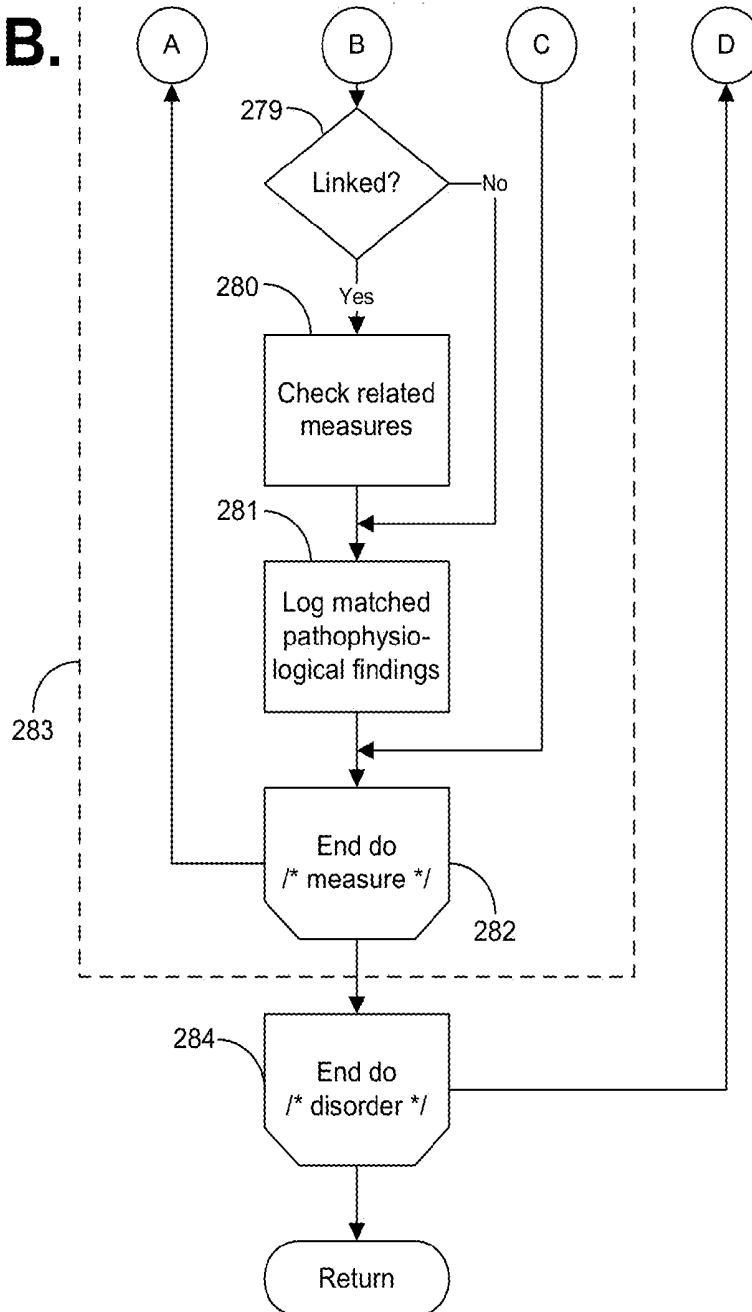 B.
A
B
C
D
279
Linked?
No
Yes
280
Check related
measures
281
Log matched
pathophysio-
logical findings
283
End do
/* measure */
282
284
End do
/* disorder */
Return